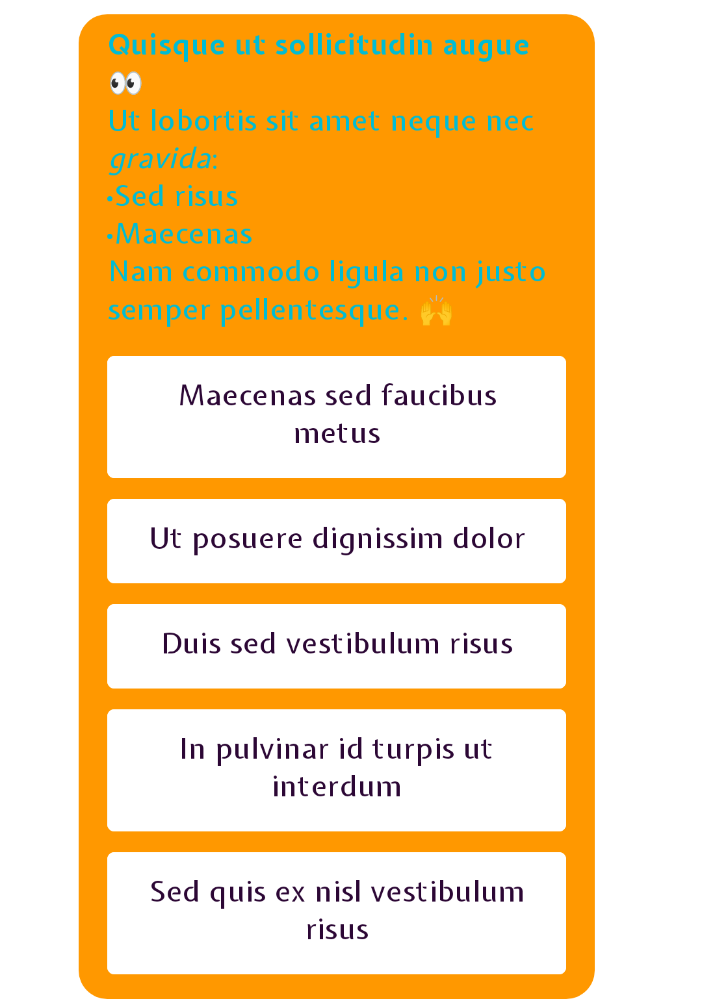 Quisque ut sollicitudin augue
👀
Ut lobortis sit amet neque nec
gravida:
•Sed risus
•Maecenas
Nam commodo ligula non justo
semper pellentesque. 🙌
Maecenas sed faucibus
metus
Ut posuere dignissim dolor
Duis sed vestibulum risus
In pulvinar id turpis ut
interdum
Sed quis ex nisl vestibulum
risus